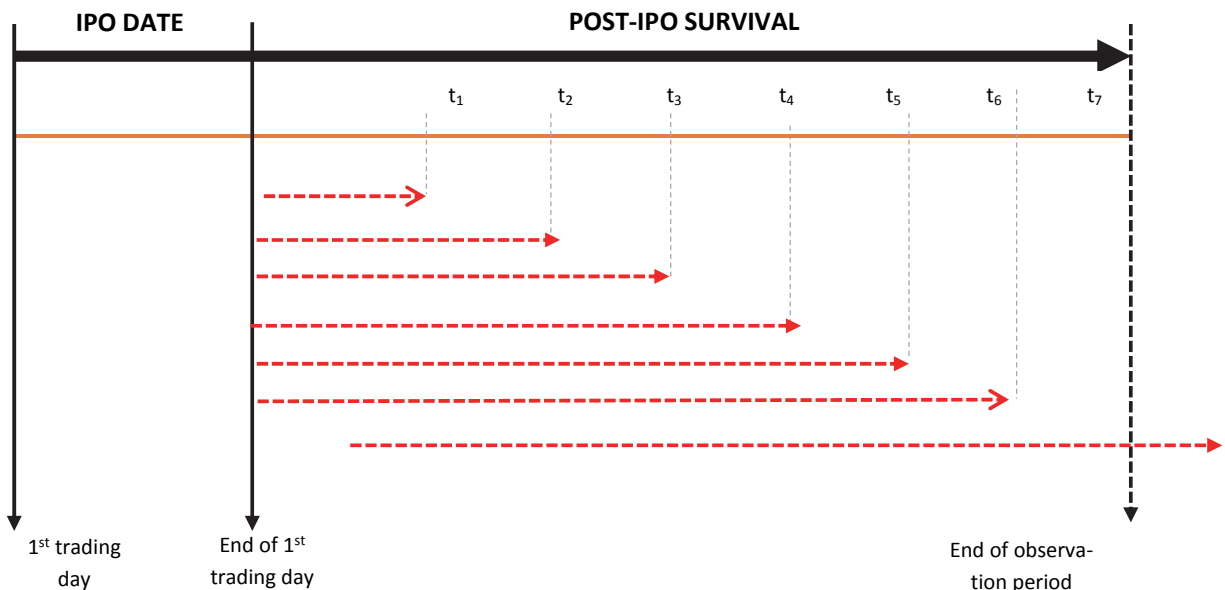 IPO DATE
POST-IPO SURVIVAL
t₁ t₂ t₃ t₄ t₅ t₆ t₇
1ˢᵗ trading
day
End of 1ˢᵗ
trading day
End of observa-
tion period